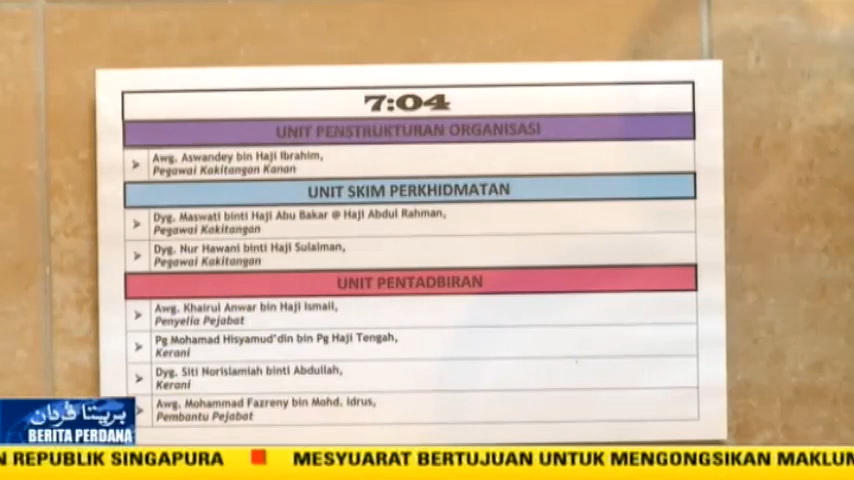 7:04
UNIT PENSTRUKTURAN ORGANISASI
Awg. Aswandey bin Haji Ibrahim,
Pegawai Kakitangan Kanan
UNIT SKIM PERKHIDMATAN
Dyg. Maswati binti Haji Abu Bakar @ Haji Abdul Rahman,
Pegawai Kakitangan
Dyg. Nur Hawani binti Haji Sulaiman,
Pegawai Kakitangan
UNIT PENTADBIRAN
Awg. Khairul Anwar bin Haji Ismail,
Penyelia Pejabat
Pg Mohamad Hisyamud'din bin Pg Haji Tengah,
Kerani
Dyg. Siti Norislamiah binti Abdullah,
Kerani
Awg. Mohammad Fazreny bin Mohd. Idrus,
Pembantu Pejabat
بريتا ڤردان
BERITA PERDANA
N REPUBLIK SINGAPURA MESYUARAT BERTUJUAN UNTUK MENGONGSIKAN MAKLUM